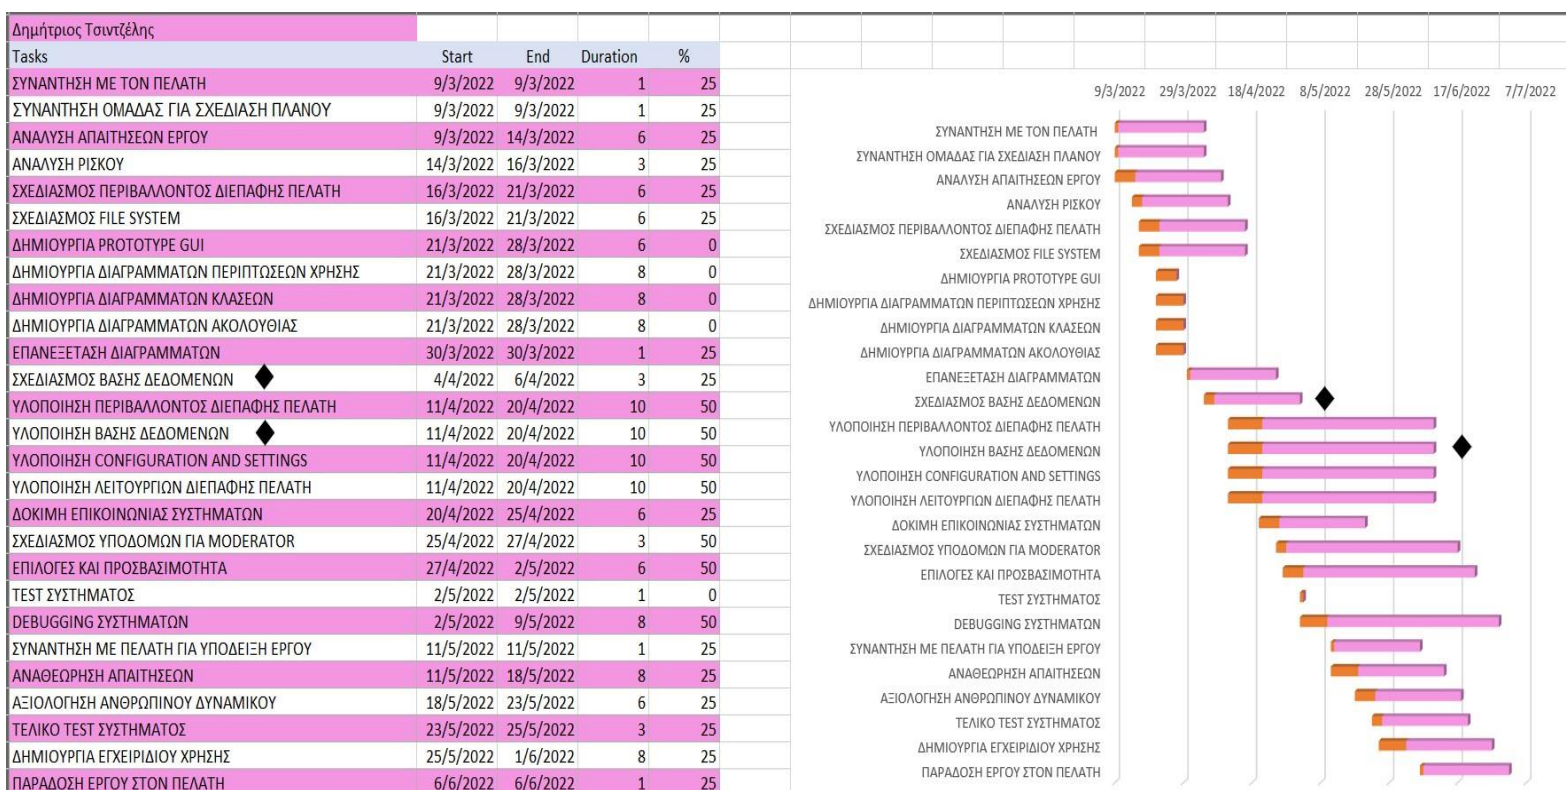 Δημήτριος Τσιντζέλης
Tasks Start End Duration %
ΣΥΝΑΝΤΗΣΗ ΜΕ ΤΟΝ ΠΕΛΑΤΗ 9/3/2022 9/3/2022 1 25
ΣΥΝΑΝΤΗΣΗ ΟΜΑΔΑΣ ΓΙΑ ΣΧΕΔΙΑΣΗ ΠΛΑΝΟΥ 9/3/2022 9/3/2022 1 25
ΑΝΑΛΥΣΗ ΑΠΑΙΤΗΣΕΩΝ ΕΡΓΟΥ 9/3/2022 14/3/2022 6 25
ΑΝΑΛΥΣΗ ΡΙΣΚΟΥ 14/3/2022 16/3/2022 3 25
ΣΧΕΔΙΑΣΜΟΣ ΠΕΡΙΒΑΛΛΟΝΤΟΣ ΔΙΕΠΑΦΗΣ ΠΕΛΑΤΗ 16/3/2022 21/3/2022 6 25
ΣΧΕΔΙΑΣΜΟΣ FILE SYSTEM 16/3/2022 21/3/2022 6 25
ΔΗΜΙΟΥΡΓΙΑ PROTOTYPE GUI 21/3/2022 28/3/2022 6 0
ΔΗΜΙΟΥΡΓΙΑ ΔΙΑΓΡΑΜΜΑΤΩΝ ΠΕΡΙΠΤΩΣΕΩΝ ΧΡΗΣΗΣ 21/3/2022 28/3/2022 8 0
ΔΗΜΙΟΥΡΓΙΑ ΔΙΑΓΡΑΜΜΑΤΩΝ ΚΛΑΣΕΩΝ 21/3/2022 28/3/2022 8 0
ΔΗΜΙΟΥΡΓΙΑ ΔΙΑΓΡΑΜΜΑΤΩΝ ΑΚΟΛΟΥΘΙΑΣ 21/3/2022 28/3/2022 8 0
ΕΠΑΝΕΞΕΤΑΣΗ ΔΙΑΓΡΑΜΜΑΤΩΝ 30/3/2022 30/3/2022 1 25
ΣΧΕΔΙΑΣΜΟΣ ΒΑΣΗΣ ΔΕΔΟΜΕΝΩΝ 4/4/2022 6/4/2022 3 25
ΥΛΟΠΟΙΗΣΗ ΠΕΡΙΒΑΛΛΟΝΤΟΣ ΔΙΕΠΑΦΗΣ ΠΕΛΑΤΗ 11/4/2022 20/4/2022 10 50
ΥΛΟΠΟΙΗΣΗ ΒΑΣΗΣ ΔΕΔΟΜΕΝΩΝ 11/4/2022 20/4/2022 10 50
ΥΛΟΠΟΙΗΣΗ CONFIGURATION AND SETTINGS 11/4/2022 20/4/2022 10 50
ΥΛΟΠΟΙΗΣΗ ΛΕΙΤΟΥΡΓΙΩΝ ΔΙΕΠΑΦΗΣ ΠΕΛΑΤΗ 11/4/2022 20/4/2022 10 50
ΔΟΚΙΜΗ ΕΠΙΚΟΙΝΩΝΙΑΣ ΣΥΣΤΗΜΑΤΩΝ 20/4/2022 25/4/2022 6 25
ΣΧΕΔΙΑΣΜΟΣ ΥΠΟΔΟΜΩΝ ΓΙΑ MODERATOR 25/4/2022 27/4/2022 3 50
ΕΠΙΛΟΓΕΣ ΚΑΙ ΠΡΟΣΒΑΣΙΜΟΤΗΤΑ 27/4/2022 2/5/2022 6 50
TEST ΣΥΣΤΗΜΑΤΟΣ 2/5/2022 2/5/2022 1 0
DEBUGGING ΣΥΣΤΗΜΑΤΩΝ 2/5/2022 9/5/2022 8 50
ΣΥΝΑΝΤΗΣΗ ΜΕ ΠΕΛΑΤΗ ΓΙΑ ΥΠΟΔΕΙΞΗ ΕΡΓΟΥ 11/5/2022 11/5/2022 1 25
ΑΝΑΘΕΩΡΗΣΗ ΑΠΑΙΤΗΣΕΩΝ 11/5/2022 18/5/2022 8 25
ΑΞΙΟΛΟΓΗΣΗ ΑΝΘΡΩΠΙΝΟΥ ΔΥΝΑΜΙΚΟΥ 18/5/2022 23/5/2022 6 25
ΤΕΛΙΚΟ TEST ΣΥΣΤΗΜΑΤΟΣ 23/5/2022 25/5/2022 3 25
ΔΗΜΙΟΥΡΓΙΑ ΕΓΧΕΙΡΙΔΙΟΥ ΧΡΗΣΗΣ 25/5/2022 1/6/2022 8 25
ΠΑΡΑΔΟΣΗ ΕΡΓΟΥ ΣΤΟΝ ΠΕΛΑΤΗ 6/6/2022 6/6/2022 1 25
9/3/2022 29/3/2022 18/4/2022 8/5/2022 28/5/2022 17/6/2022 7/7/2022
ΣΥΝΑΝΤΗΣΗ ΜΕ ΤΟΝ ΠΕΛΑΤΗ
ΣΥΝΑΝΤΗΣΗ ΟΜΑΔΑΣ ΓΙΑ ΣΧΕΔΙΑΣΗ ΠΛΑΝΟΥ
ΑΝΑΛΥΣΗ ΑΠΑΙΤΗΣΕΩΝ ΕΡΓΟΥ
ΑΝΑΛΥΣΗ ΡΙΣΚΟΥ
ΣΧΕΔΙΑΣΜΟΣ ΠΕΡΙΒΑΛΛΟΝΤΟΣ ΔΙΕΠΑΦΗΣ ΠΕΛΑΤΗ
ΣΧΕΔΙΑΣΜΟΣ FILE SYSTEM
ΔΗΜΙΟΥΡΓΙΑ PROTOTYPE GUI
ΔΗΜΙΟΥΡΓΙΑ ΔΙΑΓΡΑΜΜΑΤΩΝ ΠΕΡΙΠΤΩΣΕΩΝ ΧΡΗΣΗΣ
ΔΗΜΙΟΥΡΓΙΑ ΔΙΑΓΡΑΜΜΑΤΩΝ ΚΛΑΣΕΩΝ
ΔΗΜΙΟΥΡΓΙΑ ΔΙΑΓΡΑΜΜΑΤΩΝ ΑΚΟΛΟΥΘΙΑΣ
ΕΠΑΝΕΞΕΤΑΣΗ ΔΙΑΓΡΑΜΜΑΤΩΝ
ΣΧΕΔΙΑΣΜΟΣ ΒΑΣΗΣ ΔΕΔΟΜΕΝΩΝ
ΥΛΟΠΟΙΗΣΗ ΠΕΡΙΒΑΛΛΟΝΤΟΣ ΔΙΕΠΑΦΗΣ ΠΕΛΑΤΗ
ΥΛΟΠΟΙΗΣΗ ΒΑΣΗΣ ΔΕΔΟΜΕΝΩΝ
ΥΛΟΠΟΙΗΣΗ CONFIGURATION AND SETTINGS
ΥΛΟΠΟΙΗΣΗ ΛΕΙΤΟΥΡΓΙΩΝ ΔΙΕΠΑΦΗΣ ΠΕΛΑΤΗ
ΔΟΚΙΜΗ ΕΠΙΚΟΙΝΩΝΙΑΣ ΣΥΣΤΗΜΑΤΩΝ
ΣΧΕΔΙΑΣΜΟΣ ΥΠΟΔΟΜΩΝ ΓΙΑ MODERATOR
ΕΠΙΛΟΓΕΣ ΚΑΙ ΠΡΟΣΒΑΣΙΜΟΤΗΤΑ
TEST ΣΥΣΤΗΜΑΤΟΣ
DEBUGGING ΣΥΣΤΗΜΑΤΩΝ
ΣΥΝΑΝΤΗΣΗ ΜΕ ΠΕΛΑΤΗ ΓΙΑ ΥΠΟΔΕΙΞΗ ΕΡΓΟΥ
ΑΝΑΘΕΩΡΗΣΗ ΑΠΑΙΤΗΣΕΩΝ
ΑΞΙΟΛΟΓΗΣΗ ΑΝΘΡΩΠΙΝΟΥ ΔΥΝΑΜΙΚΟΥ
ΤΕΛΙΚΟ TEST ΣΥΣΤΗΜΑΤΟΣ
ΔΗΜΙΟΥΡΓΙΑ ΕΓΧΕΙΡΙΔΙΟΥ ΧΡΗΣΗΣ
ΠΑΡΑΔΟΣΗ ΕΡΓΟΥ ΣΤΟΝ ΠΕΛΑΤΗ